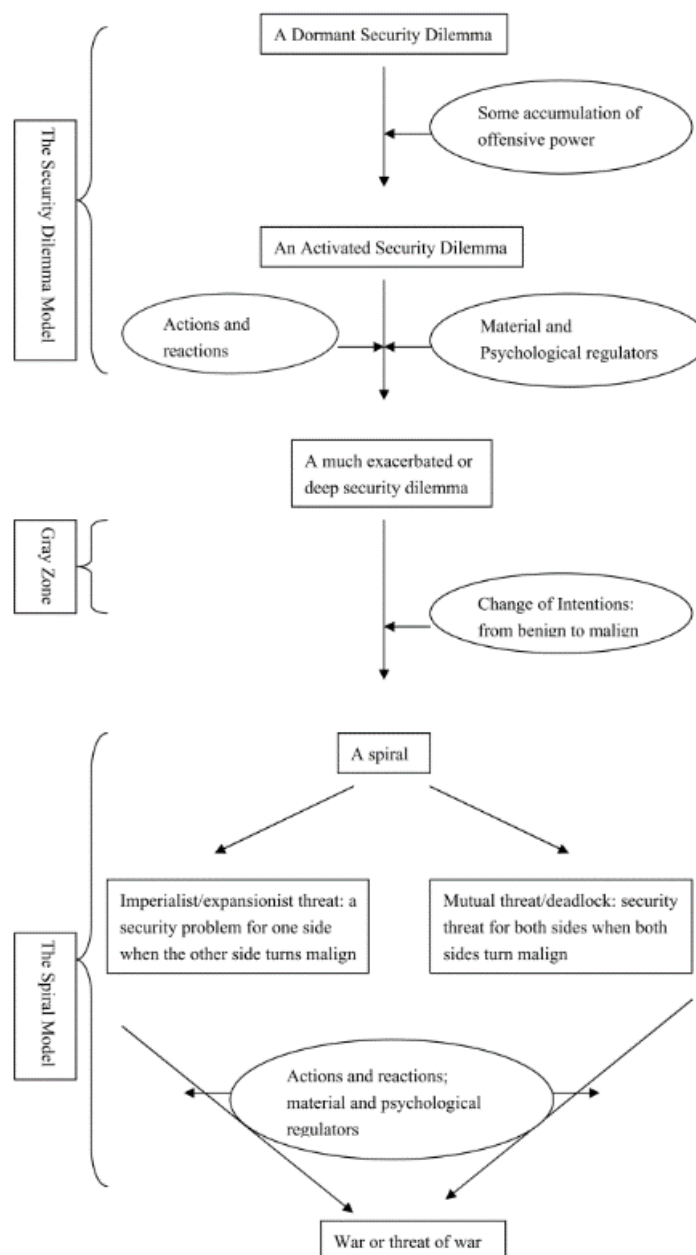 A Dormant Security Dilemma
Some accumulation of
offensive power
The Security Dilemma Model
An Activated Security Dilemma
Actions and
reactions
Material and
Psychological regulators
A much exacerbated or
deep security dilemma
Gray Zone
Change of Intentions:
from benign to malign
A spiral
Imperialist/expansionist threat: a
security problem for one side
when the other side turns malign
Mutual threat/deadlock: security
threat for both sides when both
sides turn malign
The Spiral Model
Actions and reactions;
material and psychological
regulators
War or threat of war